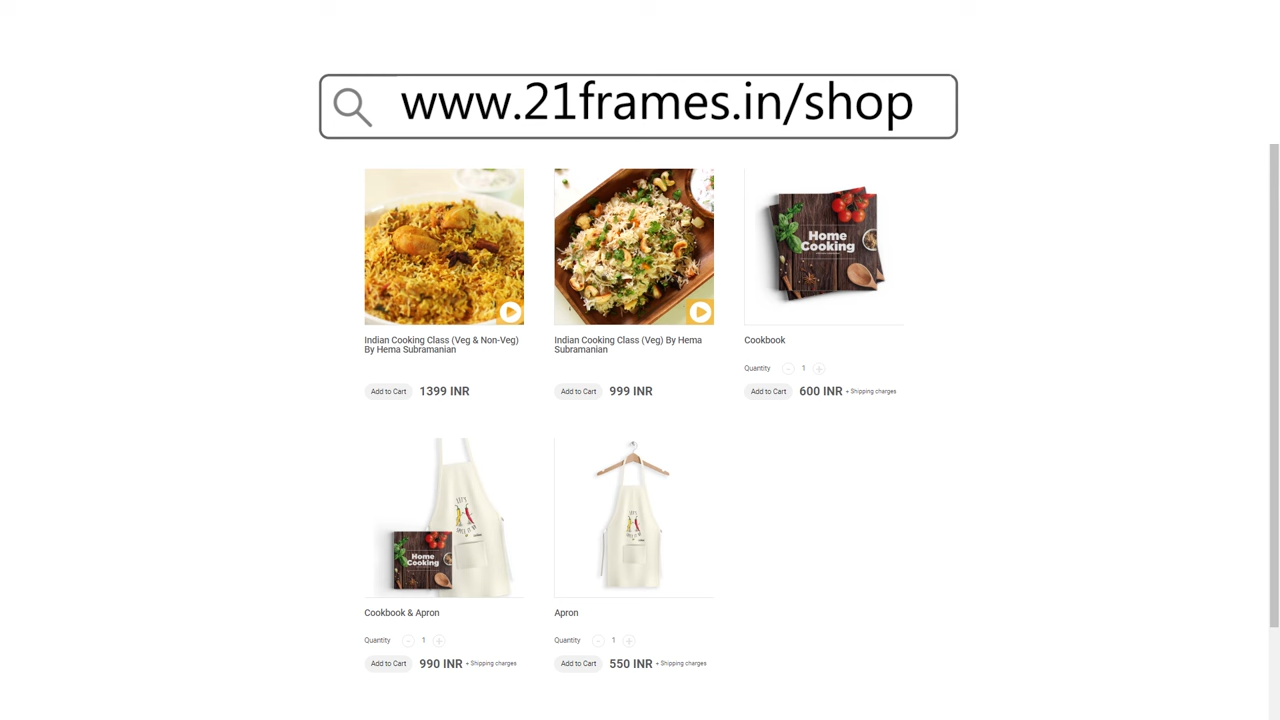 www.21frames.in/shop
Home
Cooking
Indian Cooking Class (Veg & Non-Veg)
By Hema Subramanian
Add to Cart 1399 INR
Indian Cooking Class (Veg) By Hema
Subramanian
Add to Cart 999 INR
Cookbook
Quantity - 1 +
Add to Cart 600 INR + Shipping charges
Home
Cooking
LET'S
Cookbook & Apron
Quantity - 1 +
Add to Cart 990 INR + Shipping charges
Apron
Quantity - 1 +
Add to Cart 550 INR + Shipping charges